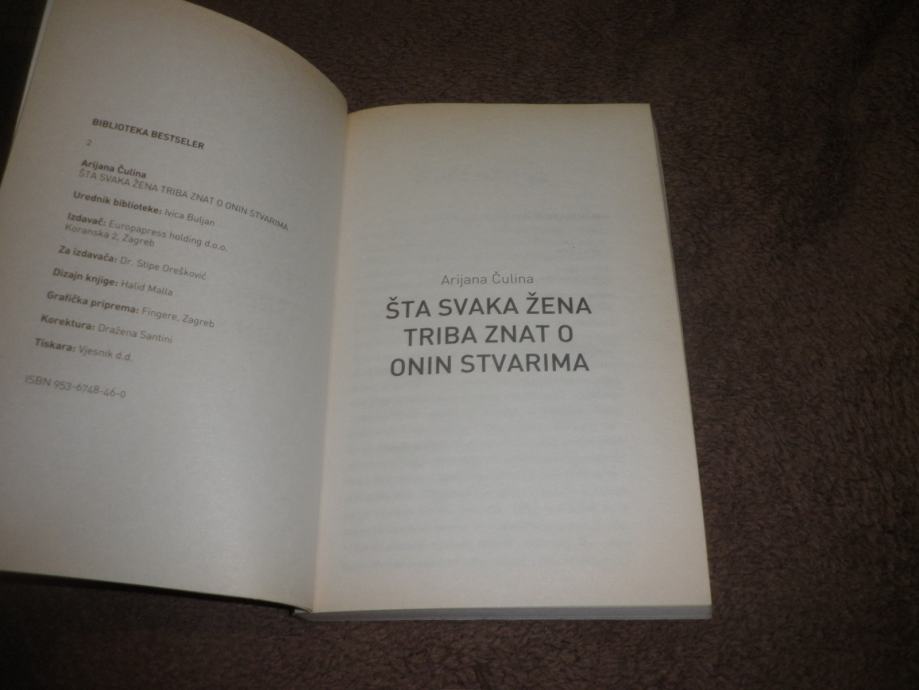 BIBLIOTEKA BESTSELER
2
Arijana Čulina
ŠTA SVAKA ŽENA TRIBA ZNAT O ONIN STVARIMA
Urednik biblioteke: Ivica Buljan
Izdavač: Europapress holding d.o.o.
Koranska 2, Zagreb
Za izdavača: Dr. Stipe Orešković
Dizajn knjige: Halid Malla
Grafička priprema: Fingere, Zagreb
Korektura: Dražena Santini
Tiskara: Vjesnik d.d.
ISBN 953-6748-46-0
Arijana Čulina
ŠTA SVAKA ŽENA
TRIBA ZNAT O
ONIN STVARIMA